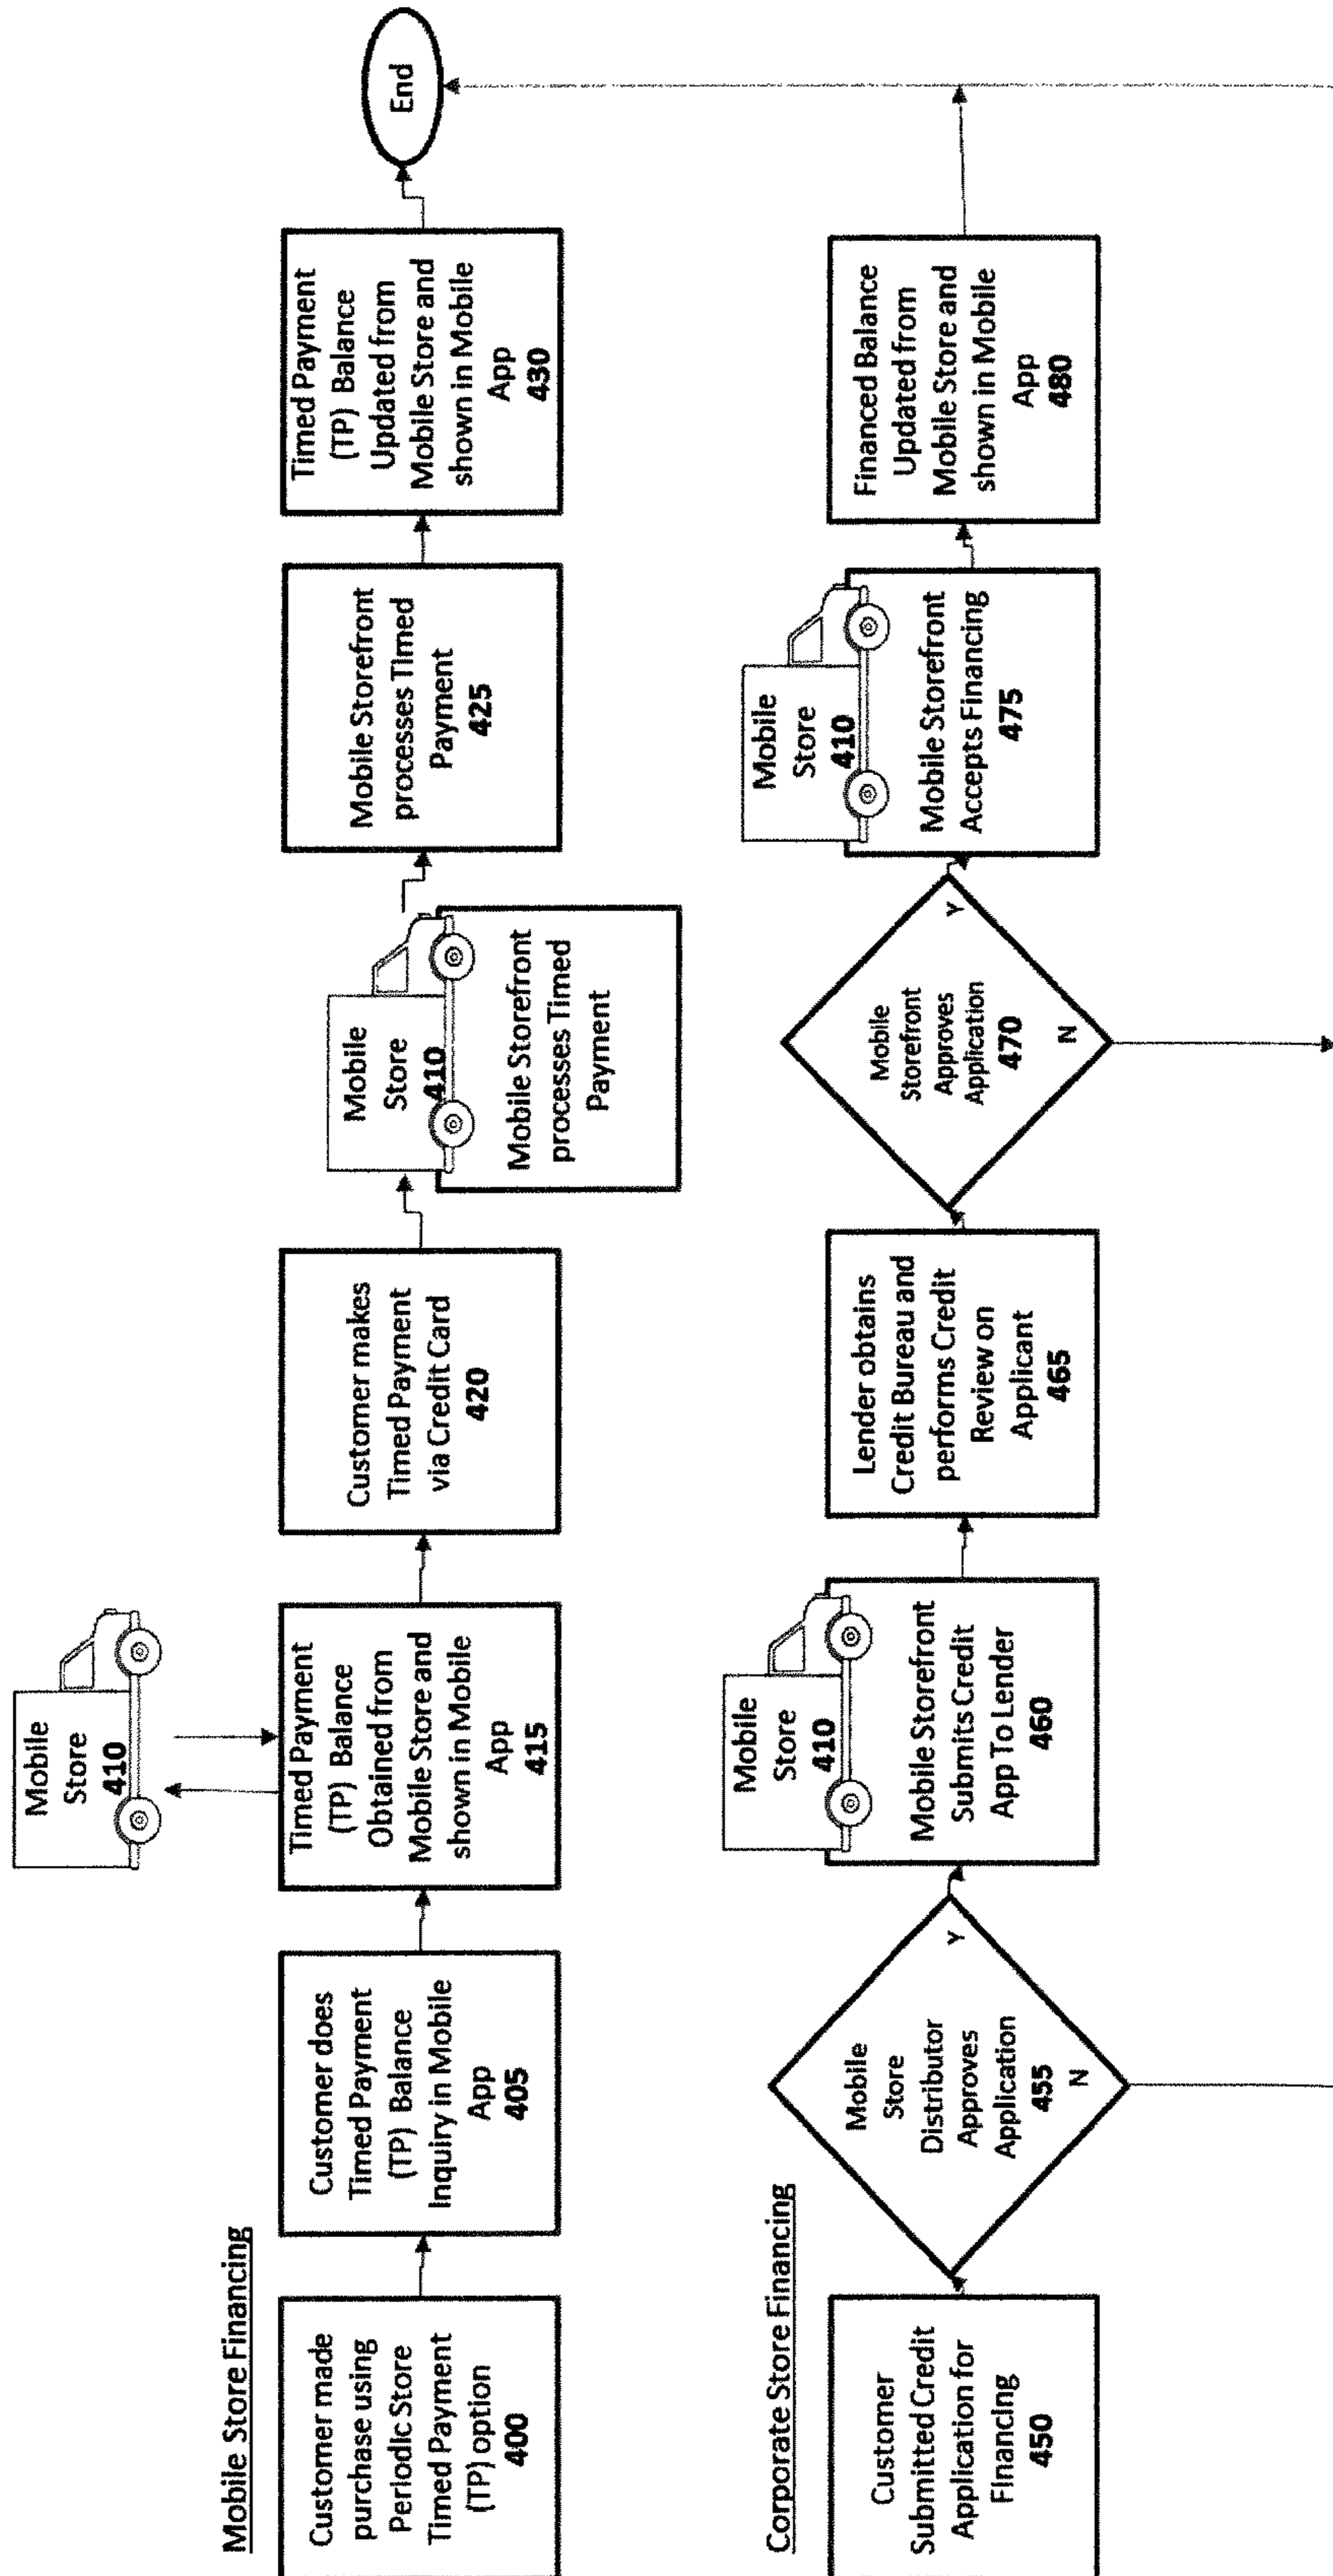 Mobile Store Financing
Customer made
purchase using
Periodic Store
Timed Payment
(TP) option
400
Customer does
Timed Payment
(TP) Balance
Inquiry in Mobile
App
405
Mobile
Store
410
Timed Payment
(TP) Balance
Obtained from
Mobile Store and
shown in Mobile
App
415
Customer makes
Timed Payment
via Credit Card
420
Mobile
Store
410
Mobile Storefront
processes Timed
Payment
Mobile Storefront
processes Timed
Payment
425
Timed Payment
(TP) Balance
Updated from
Mobile Store and
shown in Mobile
App
430
End
Corporate Store Financing
Customer
Submitted Credit
Application for
Financing
450
Mobile
Store
Distributor
Approves
Application
455
Y
N
Mobile
Store
410
Mobile Storefront
Submits Credit
App To Lender
460
Lender obtains
Credit Bureau and
performs Credit
Review on
Applicant
465
Mobile
Storefront
Approves
Application
470
Y
N
Mobile
Store
410
Mobile Storefront
Accepts Financing
475
Financed Balance
Updated from
Mobile Store and
shown in Mobile
App
480